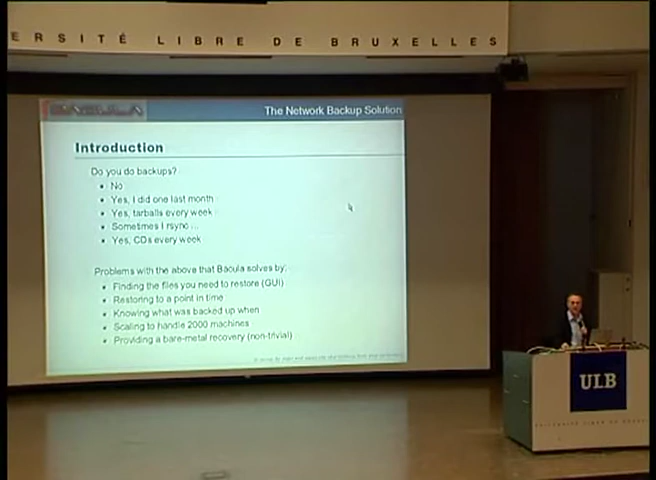 ERSITÉ LIBRE DE BRUXELLES
BACULA
The Network Backup Solution
Introduction
Do you do backups?
• No
• Yes, I did one last month
• Yes, tarballs every week
• Sometimes I rsync ...
• Yes, CDs every week
Problems with the above that Bacula solves by:
• Finding the files you need to restore (GUI)
• Restoring to a point in time
• Knowing what was backed up when
• Scaling to handle 2000 machines
• Providing a bare-metal recovery (non-trivial)
ULB